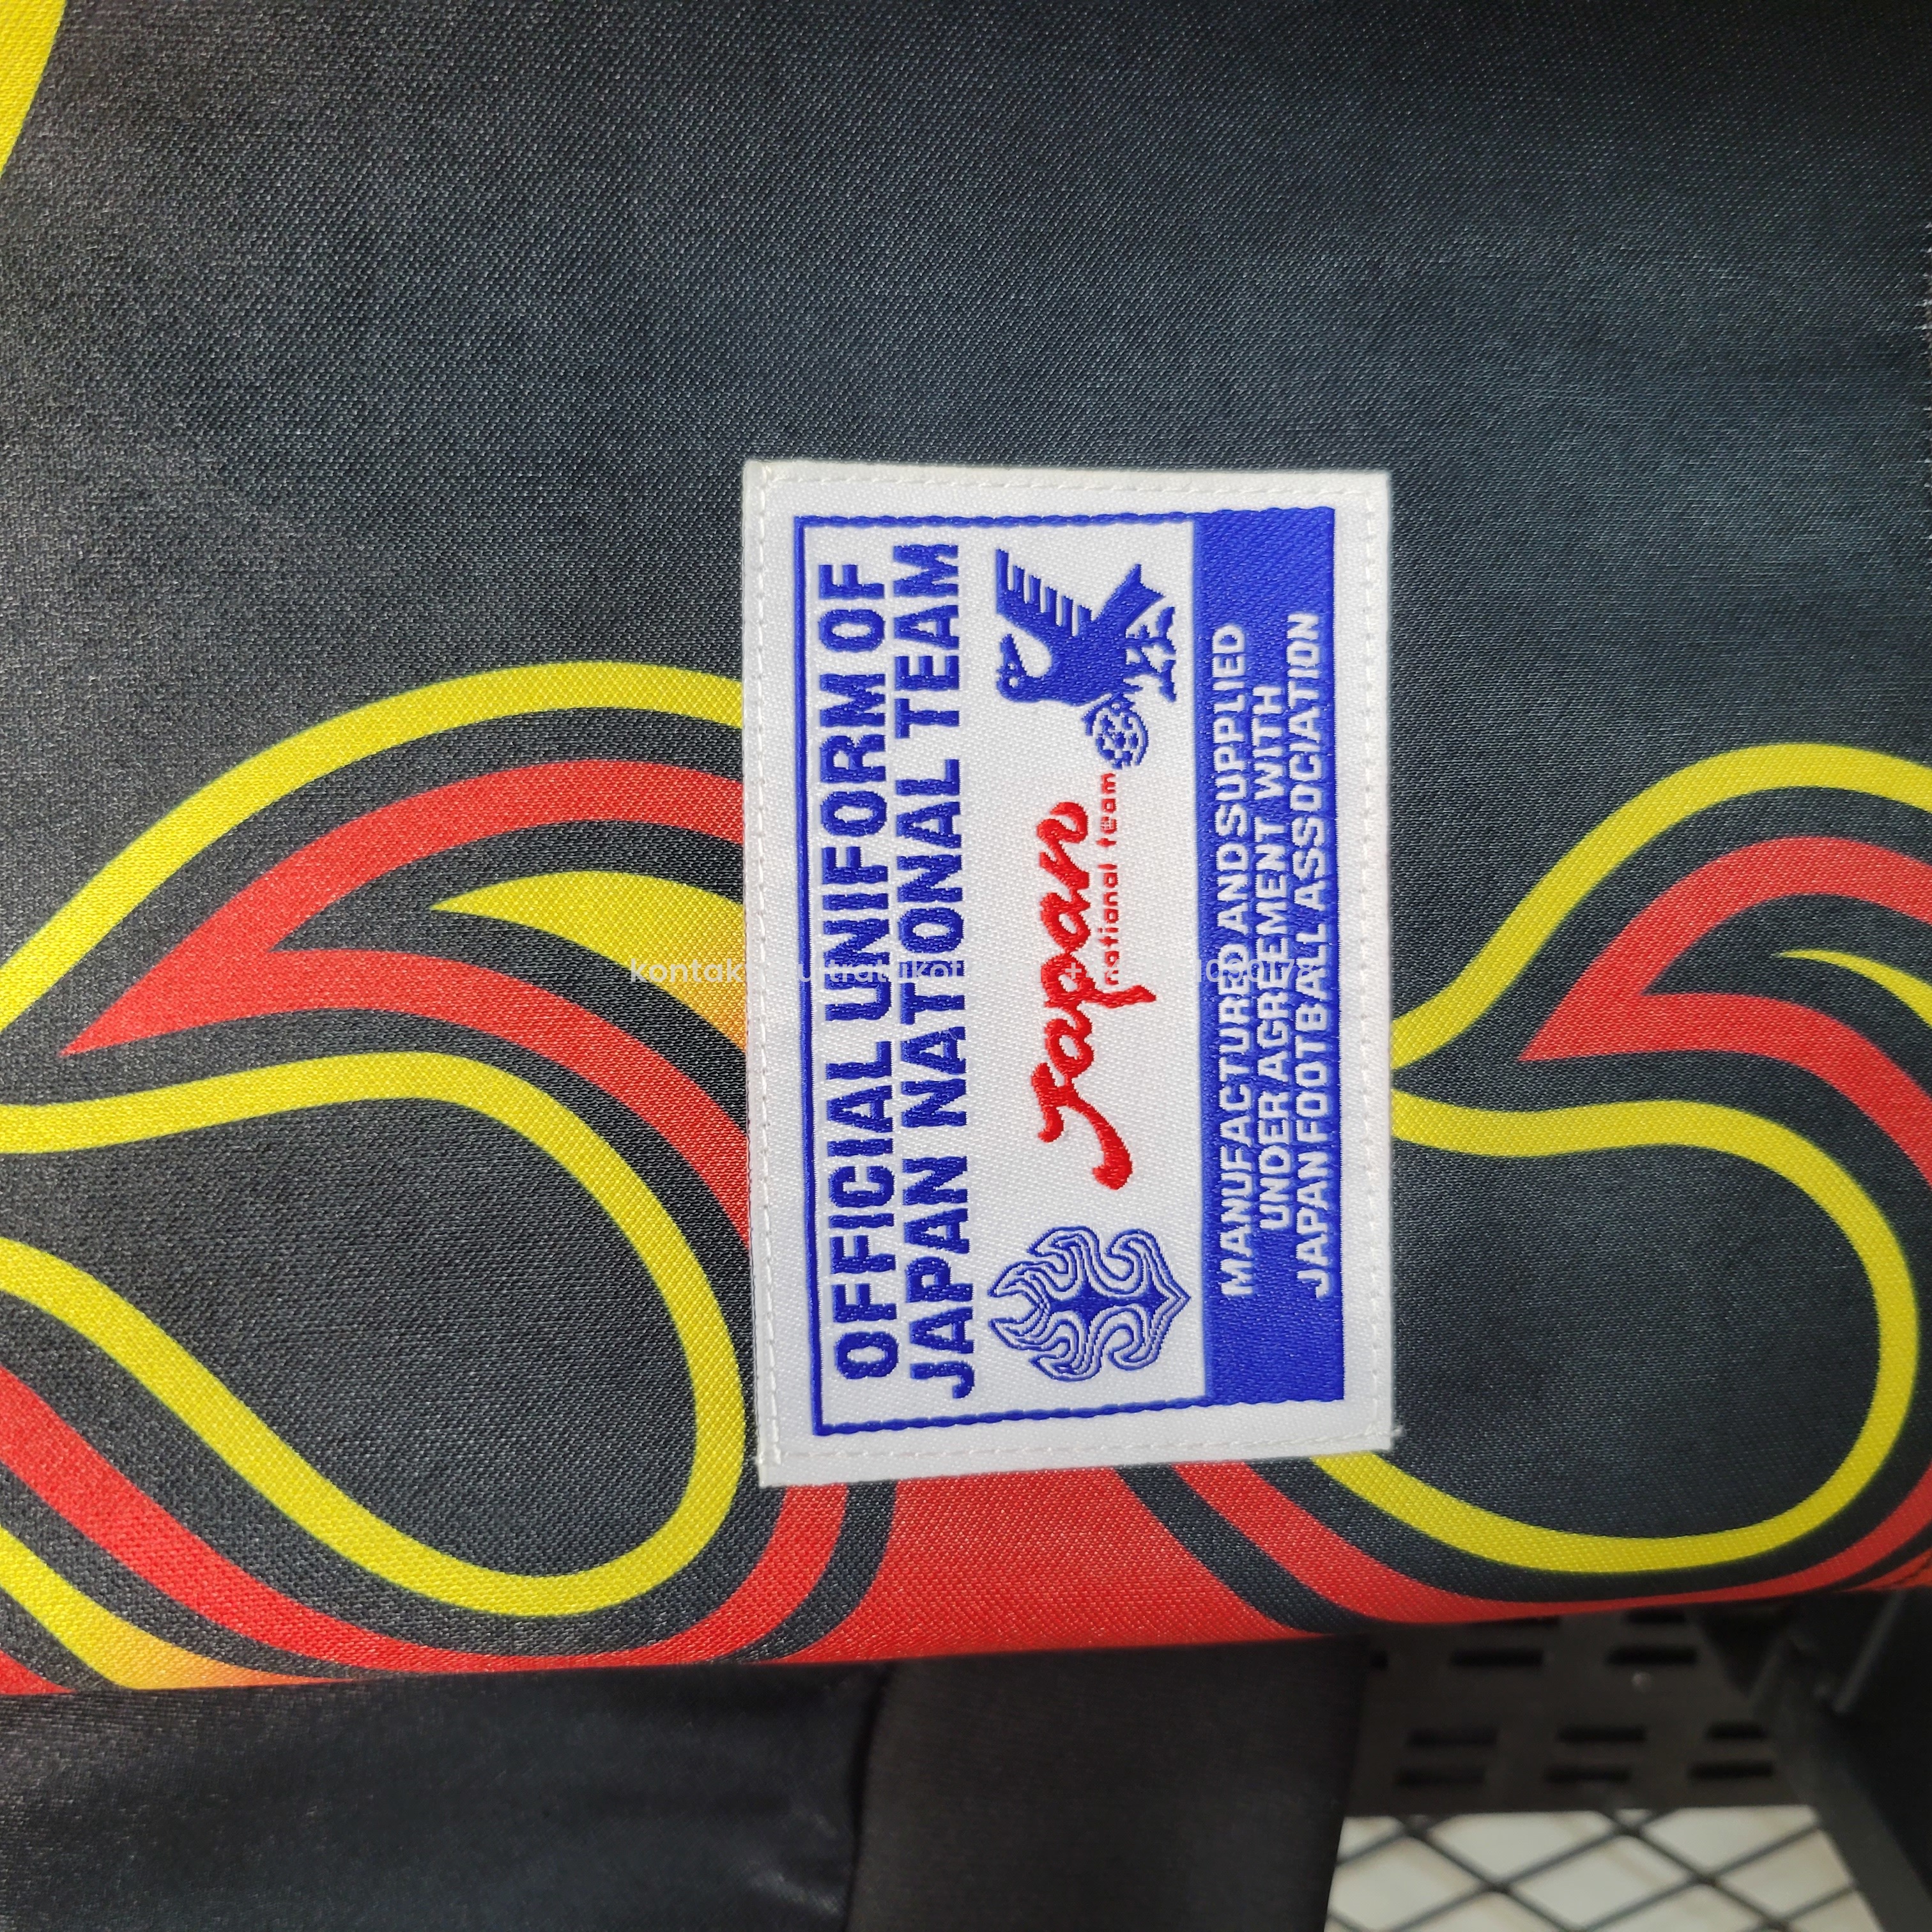 OFFICIAL UNIFORM OF
JAPAN NATIONAL TEAM
Japan
national team
MANUFACTURED AND SUPPLIED
UNDER AGREEMENT WITH
JAPAN FOOTBALL ASSOCIATION